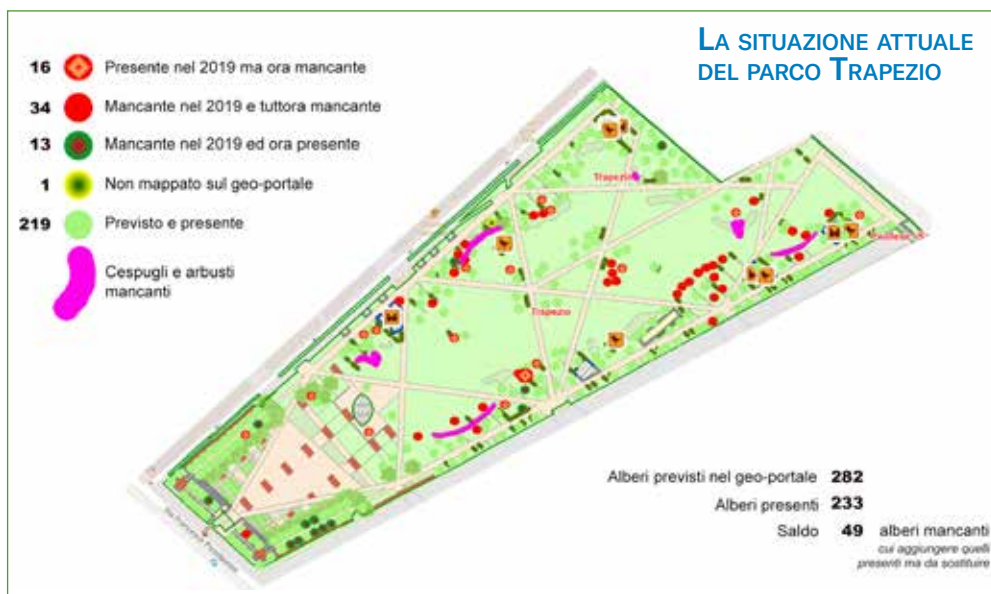 LA SITUAZIONE ATTUALE
DEL PARCO TRAPEZIO
16 Presente nel 2019 ma ora mancante
34 Mancante nel 2019 e tuttora mancante
13 Mancante nel 2019 ed ora presente
1 Non mappato sul geo-portale
219 Previsto e presente
Cespugli e arbusti
mancanti
Trapezio
Trapezio
Alberi previsti nel geo-portale 282
Alberi presenti 233
Saldo 49 alberi mancanti
cui aggiungere quelli
presenti ma da sostituire